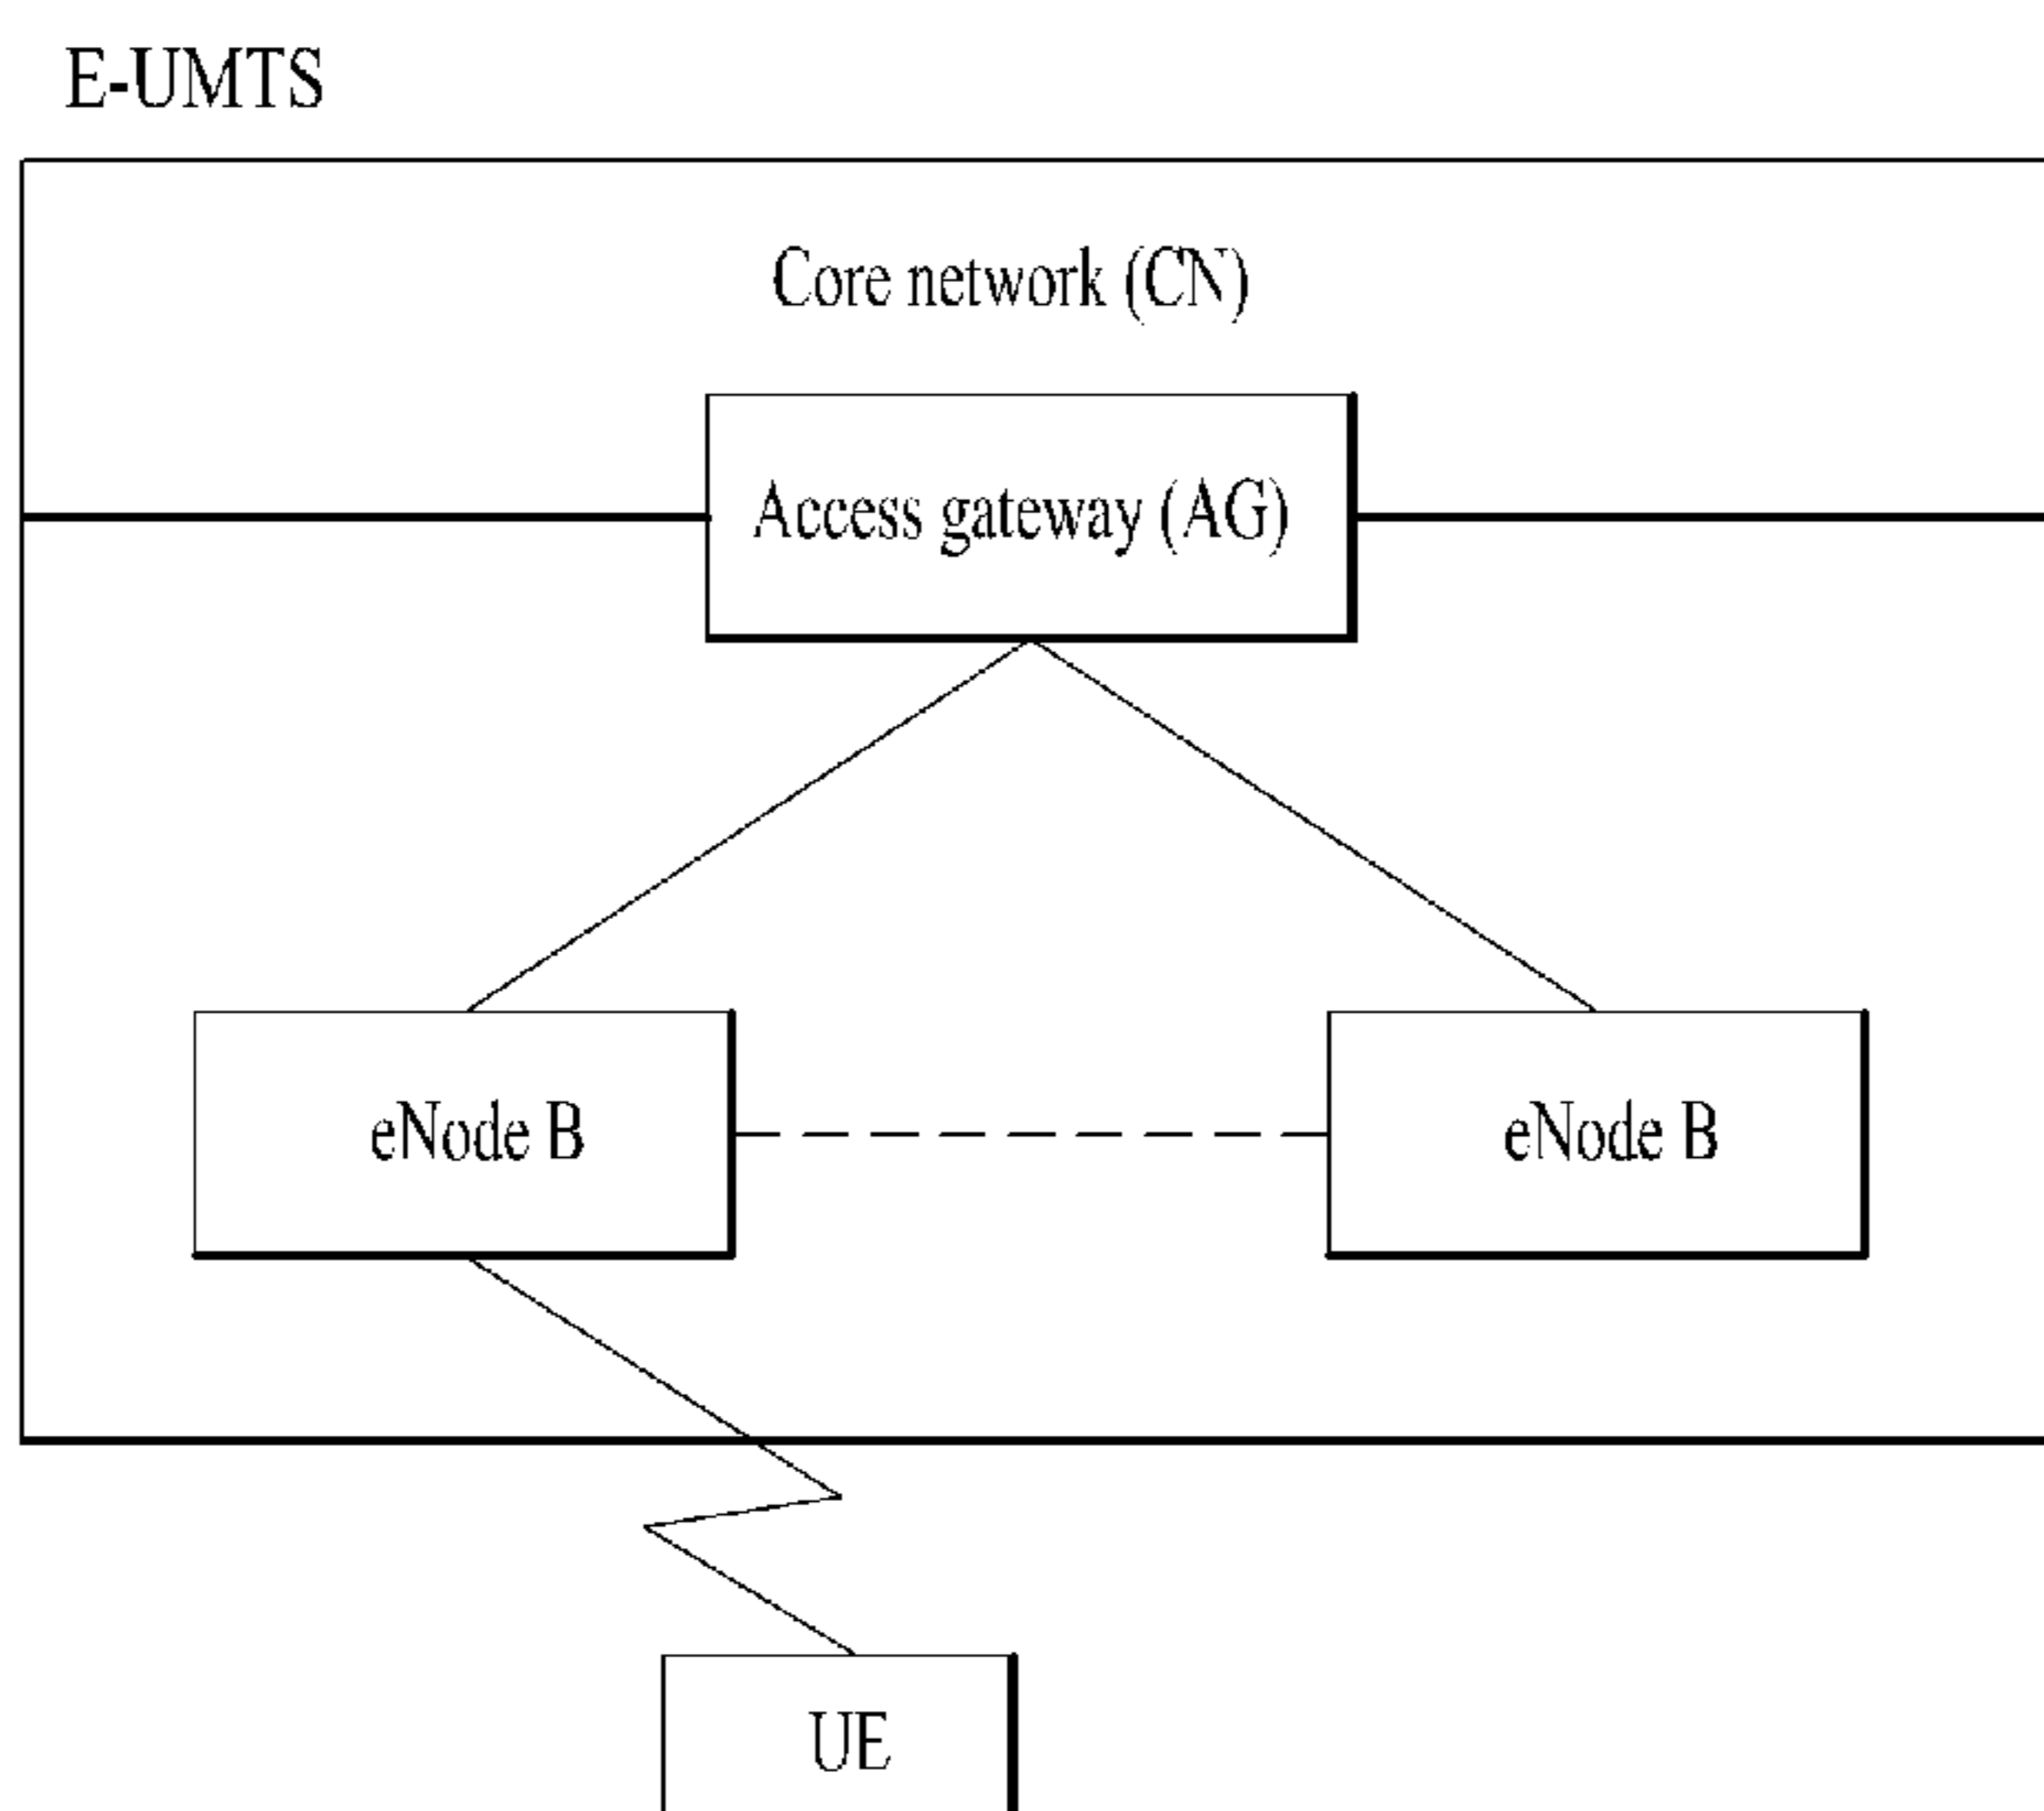 E-UMTS
Core network (CN)
Access gateway (AG)
eNode B
eNode B
UE